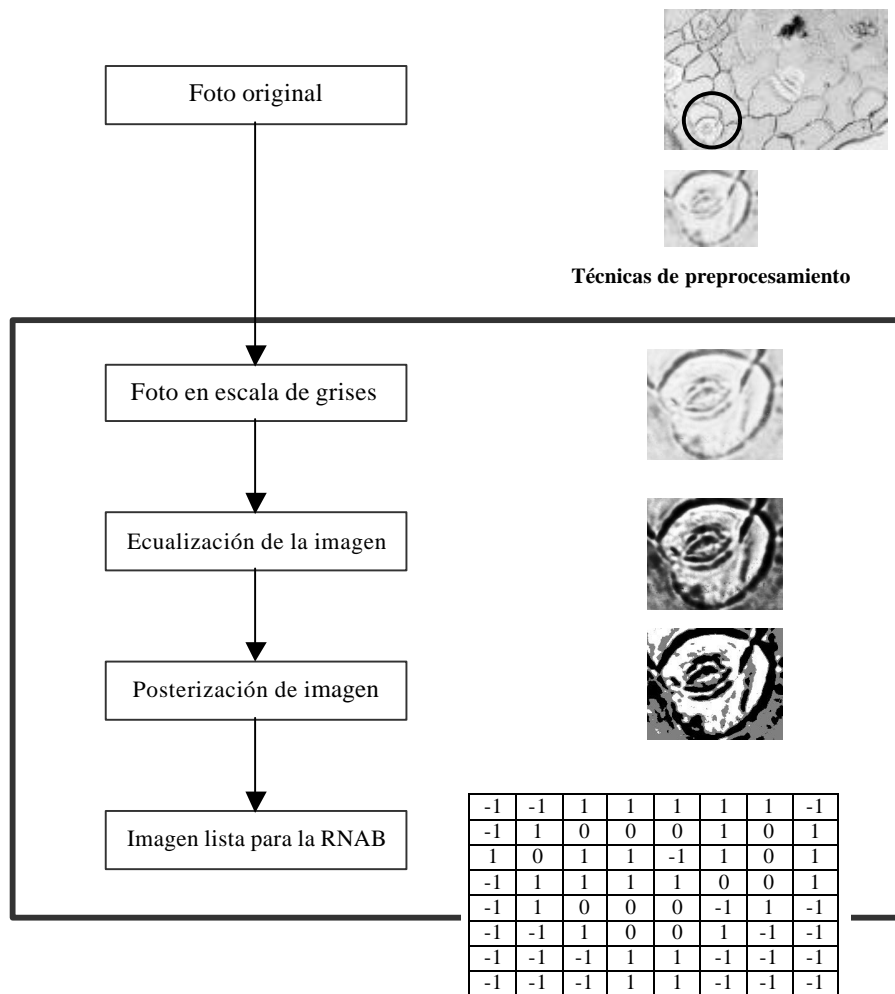 Foto original
Técnicas de preprocesamiento
Foto en escala de grises
Ecualización de la imagen
Posterización de imagen
Imagen lista para la RNAB
-1 -1 1 1 1 1 1 -1
-1 1 0 0 0 1 0 1
1 0 1 1 -1 1 0 1
-1 1 1 1 1 0 0 1
-1 1 0 0 0 -1 1 -1
-1 -1 1 0 0 1 -1 -1
-1 -1 -1 1 1 -1 -1 -1
-1 -1 -1 1 1 -1 -1 -1